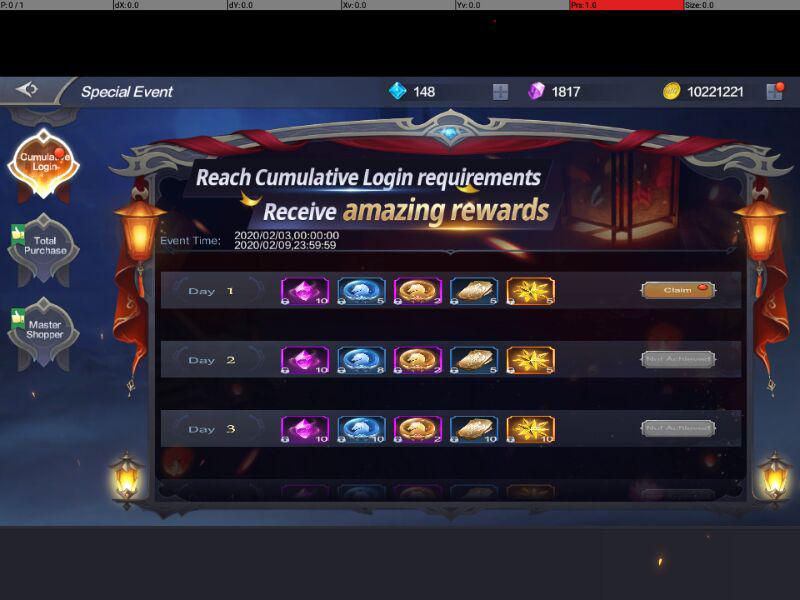 P: 0 / 1 dX: 0.0 dY: 0.0 Xv: 0.0 Yv: 0.0 Prs: 1.0 Size: 0.0
Special Event 148 1817 10221221
Cumulative
Login
Reach Cumulative Login requirements
Receive amazing rewards
Total
Purchase
Event Time: 2020/02/03,00:00:00
2020/02/09,23:59:59
Day 1 10 5 2 5 5 Claim
Master
Shopper
Day 2 10 8 2 5 5 Not Achieved
Day 3 10 10 2 10 10 Not Achieved